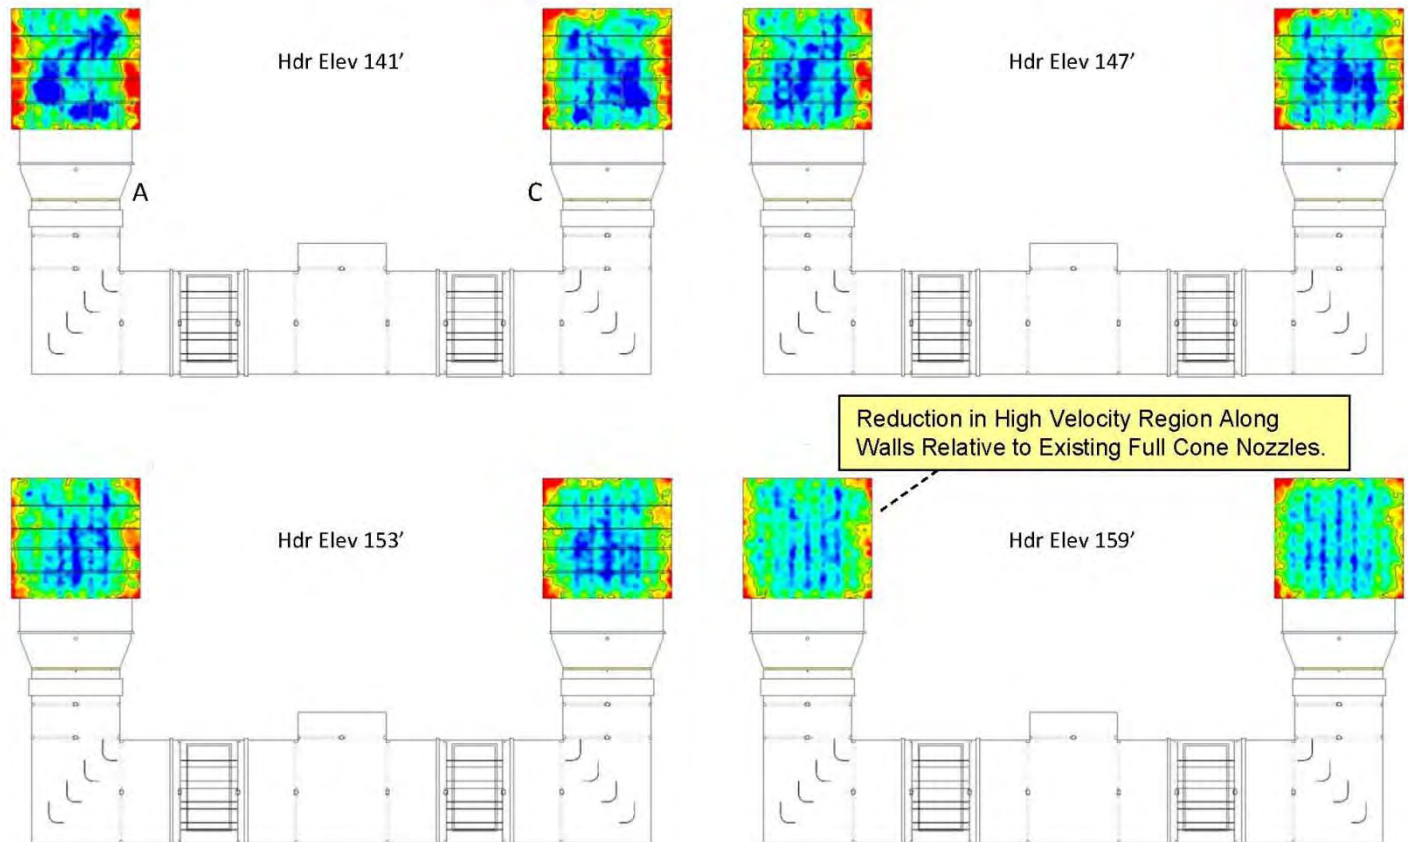 Hdr Elev 141’
Hdr Elev 147’
A
C
Reduction in High Velocity Region Along
Walls Relative to Existing Full Cone Nozzles.
Hdr Elev 153’
Hdr Elev 159’